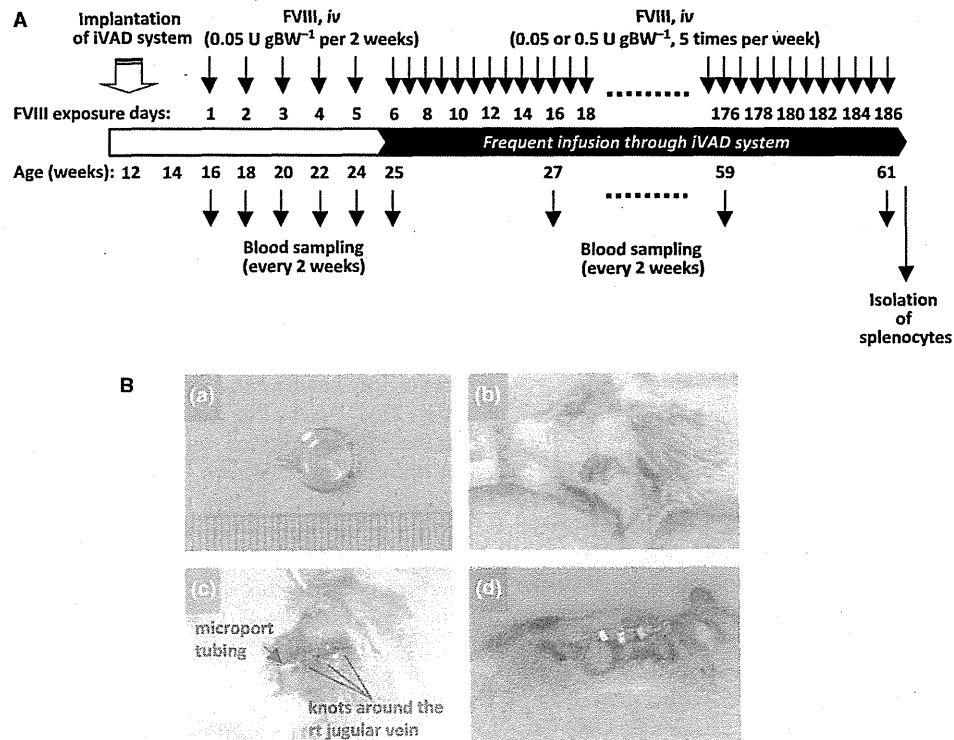 A
Implantation
of iVAD system
FVIII, iv
(0.05 U gBW⁻¹ per 2 weeks)
FVIII, iv
(0.05 or 0.5 U gBW⁻¹, 5 times per week)
FVIII exposure days: 1 2 3 4 5 6 8 10 12 14 16 18 176 178 180 182 184 186
Frequent infusion through iVAD system
Age (weeks): 12 14 16 18 20 22 24 25 27 59 61
Blood sampling
(every 2 weeks)
Blood sampling
(every 2 weeks)
Isolation
of
splenocytes
B
(a)
(b)
(c)
microport
tubing
knots around the
rt jugular vein
(d)